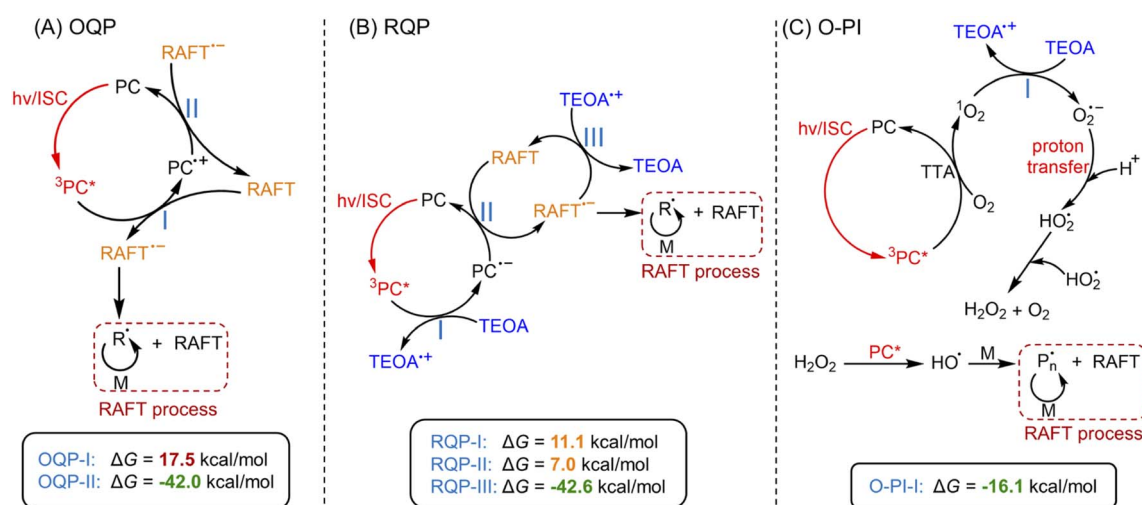 (A) OQP
RAFT•−
PC
hv/ISC
II
PC•+
³PC*
RAFT
I
RAFT•−
R•
+ RAFT
M
RAFT process
OQP-I: ΔG = 17.5 kcal/mol
OQP-II: ΔG = -42.0 kcal/mol
(B) RQP
TEOA•+
III
RAFT
TEOA
hv/ISC
PC
II
RAFT•−
R•
+ RAFT
M
RAFT process
PC•−
³PC*
I
TEOA
TEOA•+
RQP-I: ΔG = 11.1 kcal/mol
RQP-II: ΔG = 7.0 kcal/mol
RQP-III: ΔG = -42.6 kcal/mol
(C) O-PI
TEOA•+
TEOA
I
¹O₂
O₂•−
hv/ISC
PC
proton
transfer
TTA
H⁺
O₂
HO₂•
³PC*
HO₂•
H₂O₂ + O₂
H₂O₂
PC*
HO•
M
Pₙ•
+ RAFT
M
RAFT process
O-PI-I: ΔG = -16.1 kcal/mol